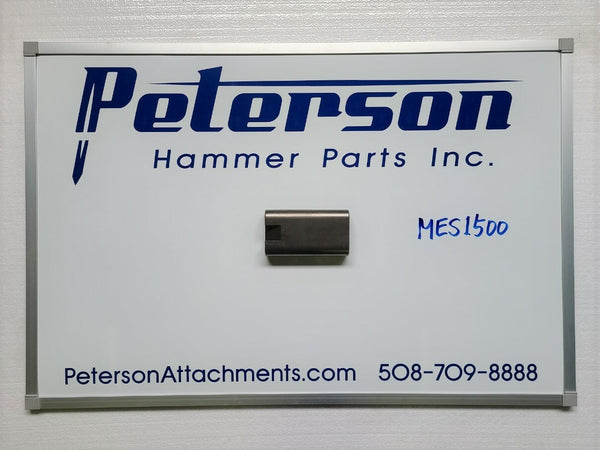 Peterson
Hammer Parts Inc.
MES1500
PetersonAttachments.com 508-709-8888